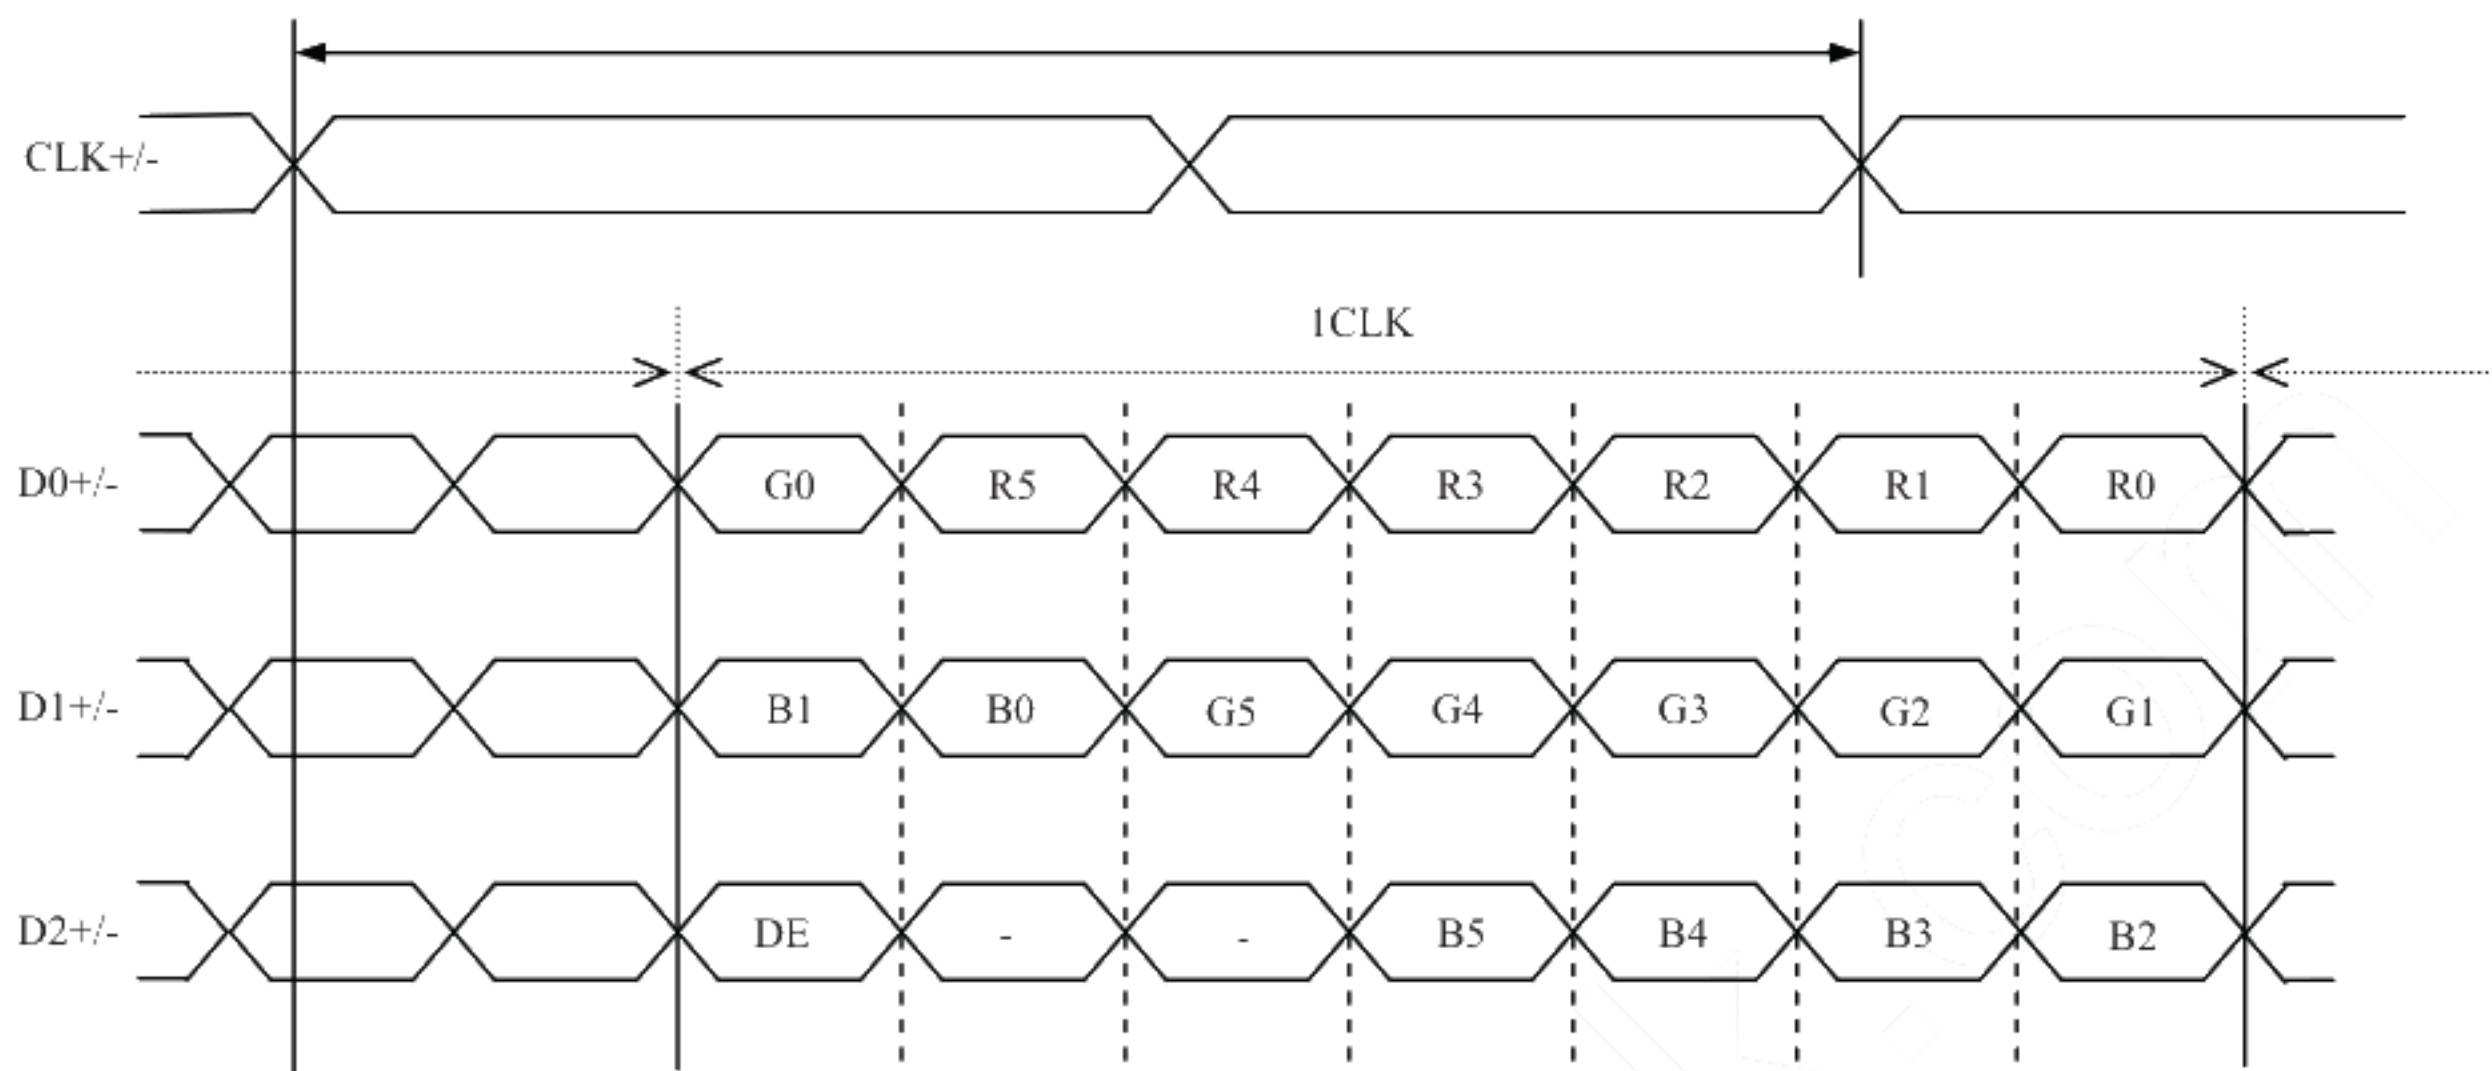 CLK+/-
1CLK
D0+/- G0 R5 R4 R3 R2 R1 R0
D1+/- B1 B0 G5 G4 G3 G2 G1
D2+/- DE - - B5 B4 B3 B2